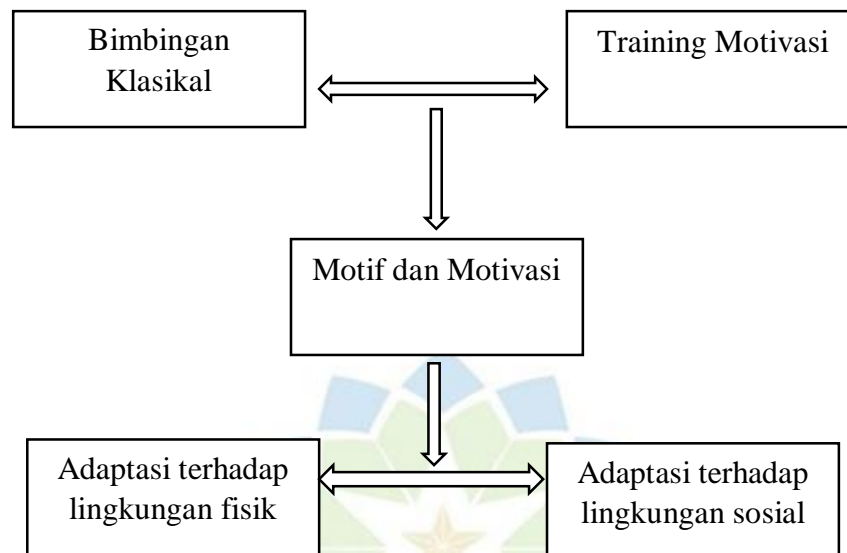 Bimbingan
Klasikal
Training Motivasi
Motif dan Motivasi
Adaptasi terhadap
lingkungan fisik
Adaptasi terhadap
lingkungan sosial